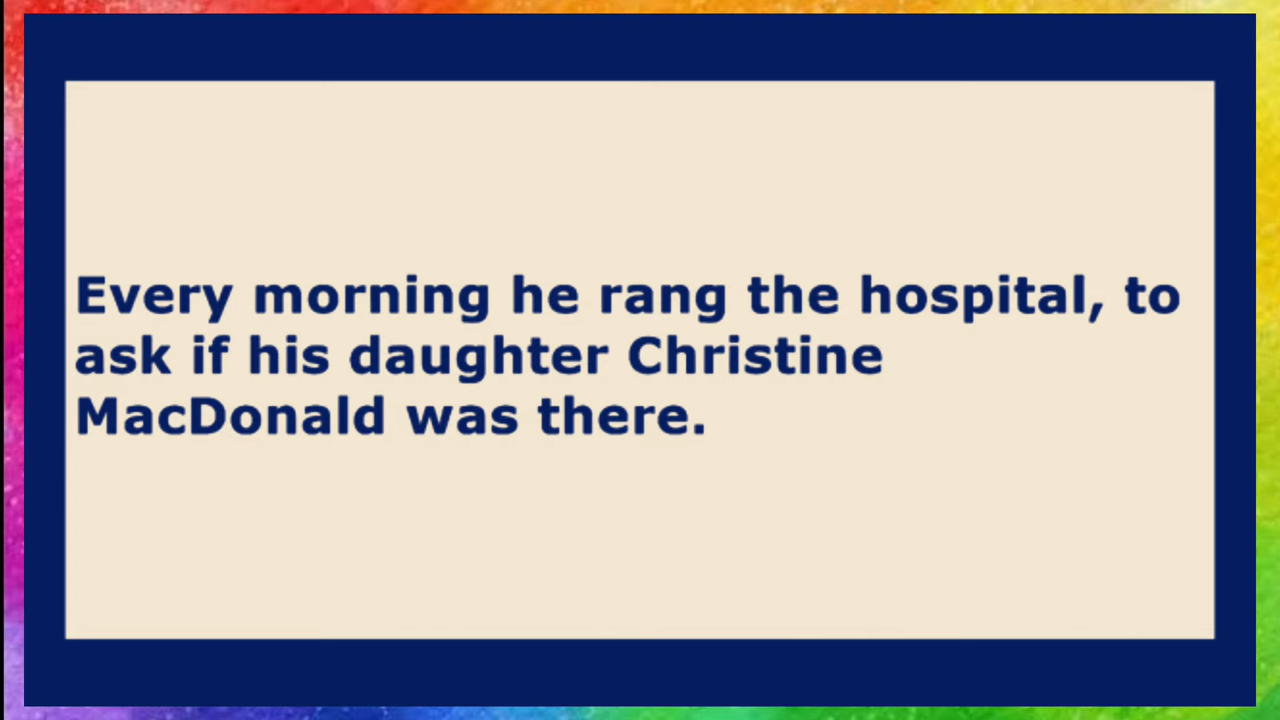 Every morning he rang the hospital, to
ask if his daughter Christine
MacDonald was there.